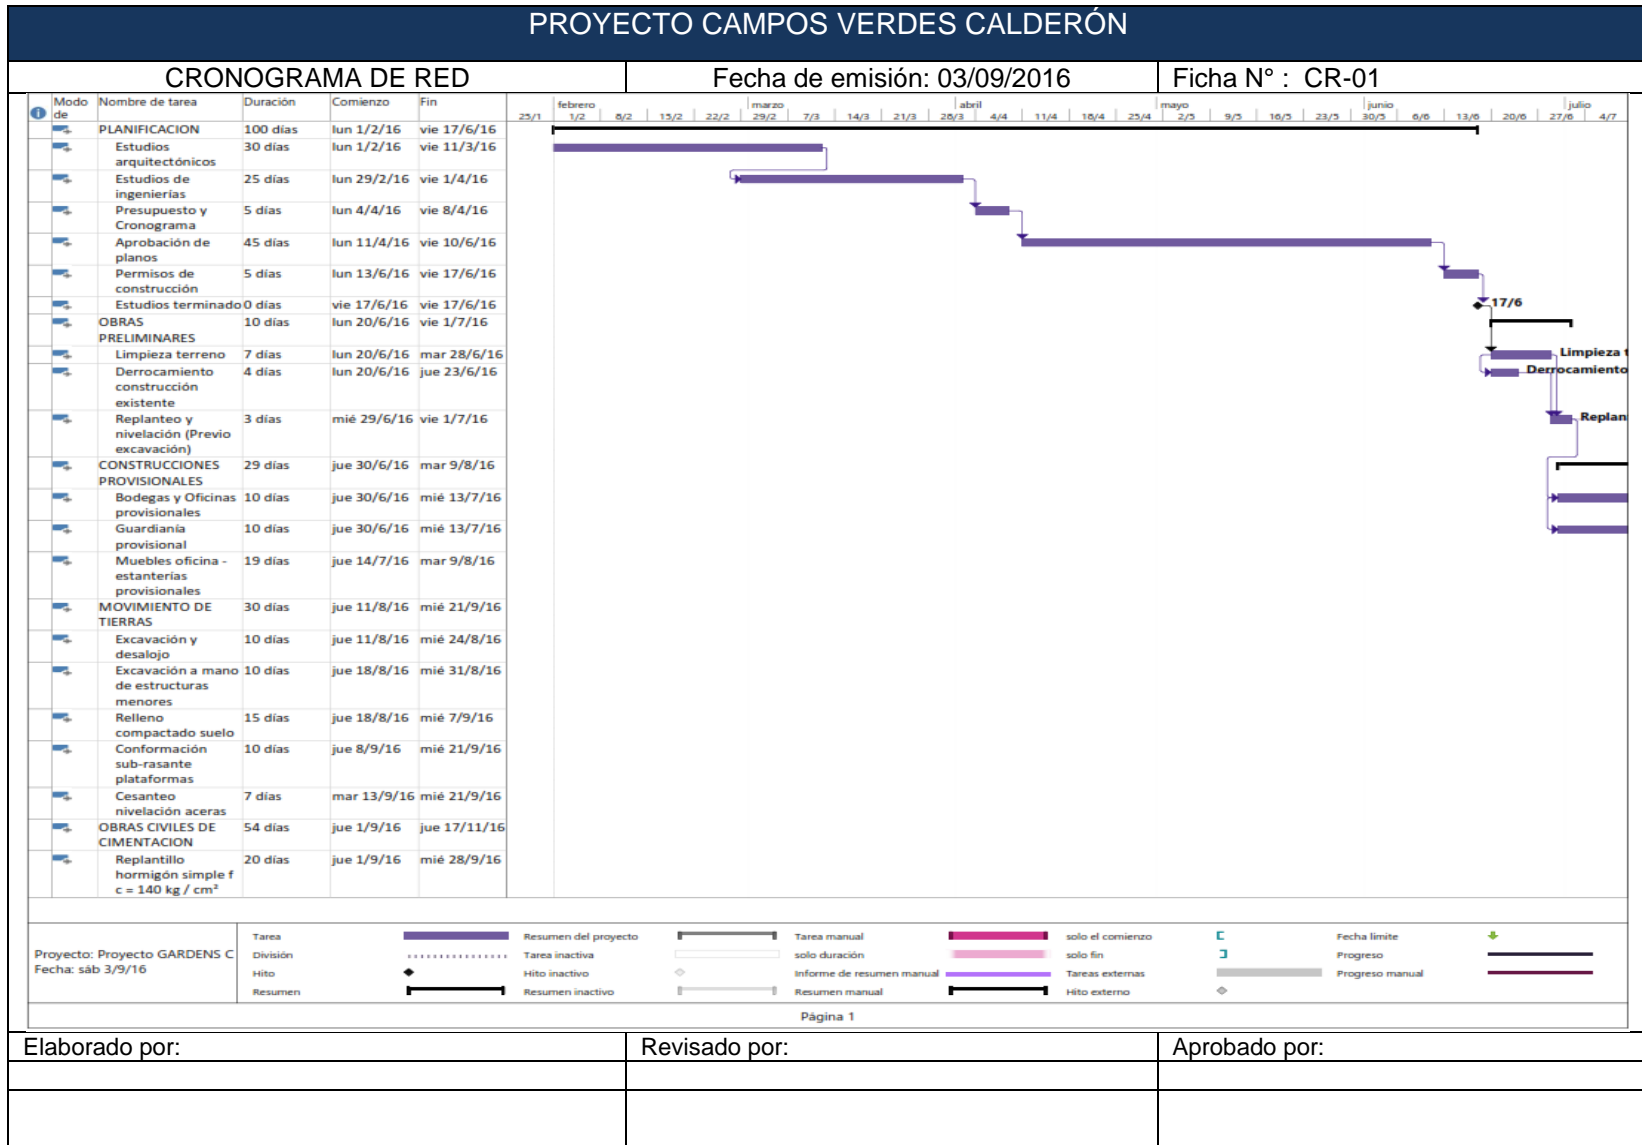 PROYECTO CAMPOS VERDES CALDERÓN
CRONOGRAMA DE RED
Fecha de emisión: 03/09/2016
Ficha N° : CR-01
Modo de
Nombre de tarea
Duración
Comienzo
Fin
febrero marzo abril mayo junio julio
25/1 1/2 8/2 15/2 22/2 29/2 7/3 14/3 21/3 28/3 4/4 11/4 18/4 25/4 2/5 9/5 16/5 23/5 30/5 6/6 13/6 20/6 27/6 4/7
PLANIFICACION 100 días lun 1/2/16 vie 17/6/16
Estudios 30 días lun 1/2/16 vie 11/3/16
arquitectónicos
Estudios de 25 días lun 29/2/16 vie 1/4/16
ingenierías
Presupuesto y 5 días lun 4/4/16 vie 8/4/16
Cronograma
Aprobación de 45 días lun 11/4/16 vie 10/6/16
planos
Permisos de 5 días lun 13/6/16 vie 17/6/16
construcción
Estudios terminado 0 días vie 17/6/16 vie 17/6/16
17/6
OBRAS 10 días lun 20/6/16 vie 1/7/16
PRELIMINARES
Limpieza terreno 7 días lun 20/6/16 mar 28/6/16
Limpieza t
Derrocamiento 4 días lun 20/6/16 jue 23/6/16
Derrocamiento
construcción
existente
Replanteo y 3 días mié 29/6/16 vie 1/7/16
Replan
nivelación (Previo
excavación)
CONSTRUCCIONES 29 días jue 30/6/16 mar 9/8/16
PROVISIONALES
Bodegas y Oficinas 10 días jue 30/6/16 mié 13/7/16
provisionales
Guardianía 10 días jue 30/6/16 mié 13/7/16
provisional
Muebles oficina - 19 días jue 14/7/16 mar 9/8/16
estanterías
provisionales
MOVIMIENTO DE 30 días jue 11/8/16 mié 21/9/16
TIERRAS
Excavación y 10 días jue 11/8/16 mié 24/8/16
desalojo
Excavación a mano 10 días jue 18/8/16 mié 31/8/16
de estructuras
menores
Relleno 15 días jue 18/8/16 mié 7/9/16
compactado suelo
Conformación 10 días jue 8/9/16 mié 21/9/16
sub-rasante
plataformas
Cesanteo 7 días mar 13/9/16 mié 21/9/16
nivelación aceras
OBRAS CIVILES DE 54 días jue 1/9/16 jue 17/11/16
CIMENTACION
Replantillo 20 días jue 1/9/16 mié 28/9/16
hormigón simple f
c = 140 kg / cm²
Proyecto: Proyecto GARDENS C
Fecha: sáb 3/9/16
Tarea Resumen del proyecto Tarea manual solo el comienzo Fecha límite
División Tarea inactiva solo duración solo fin Progreso
Hito Hito inactivo Informe de resumen manual Tareas externas Progreso manual
Resumen Resumen inactivo Resumen manual Hito externo
Página 1
Elaborado por: Revisado por: Aprobado por: